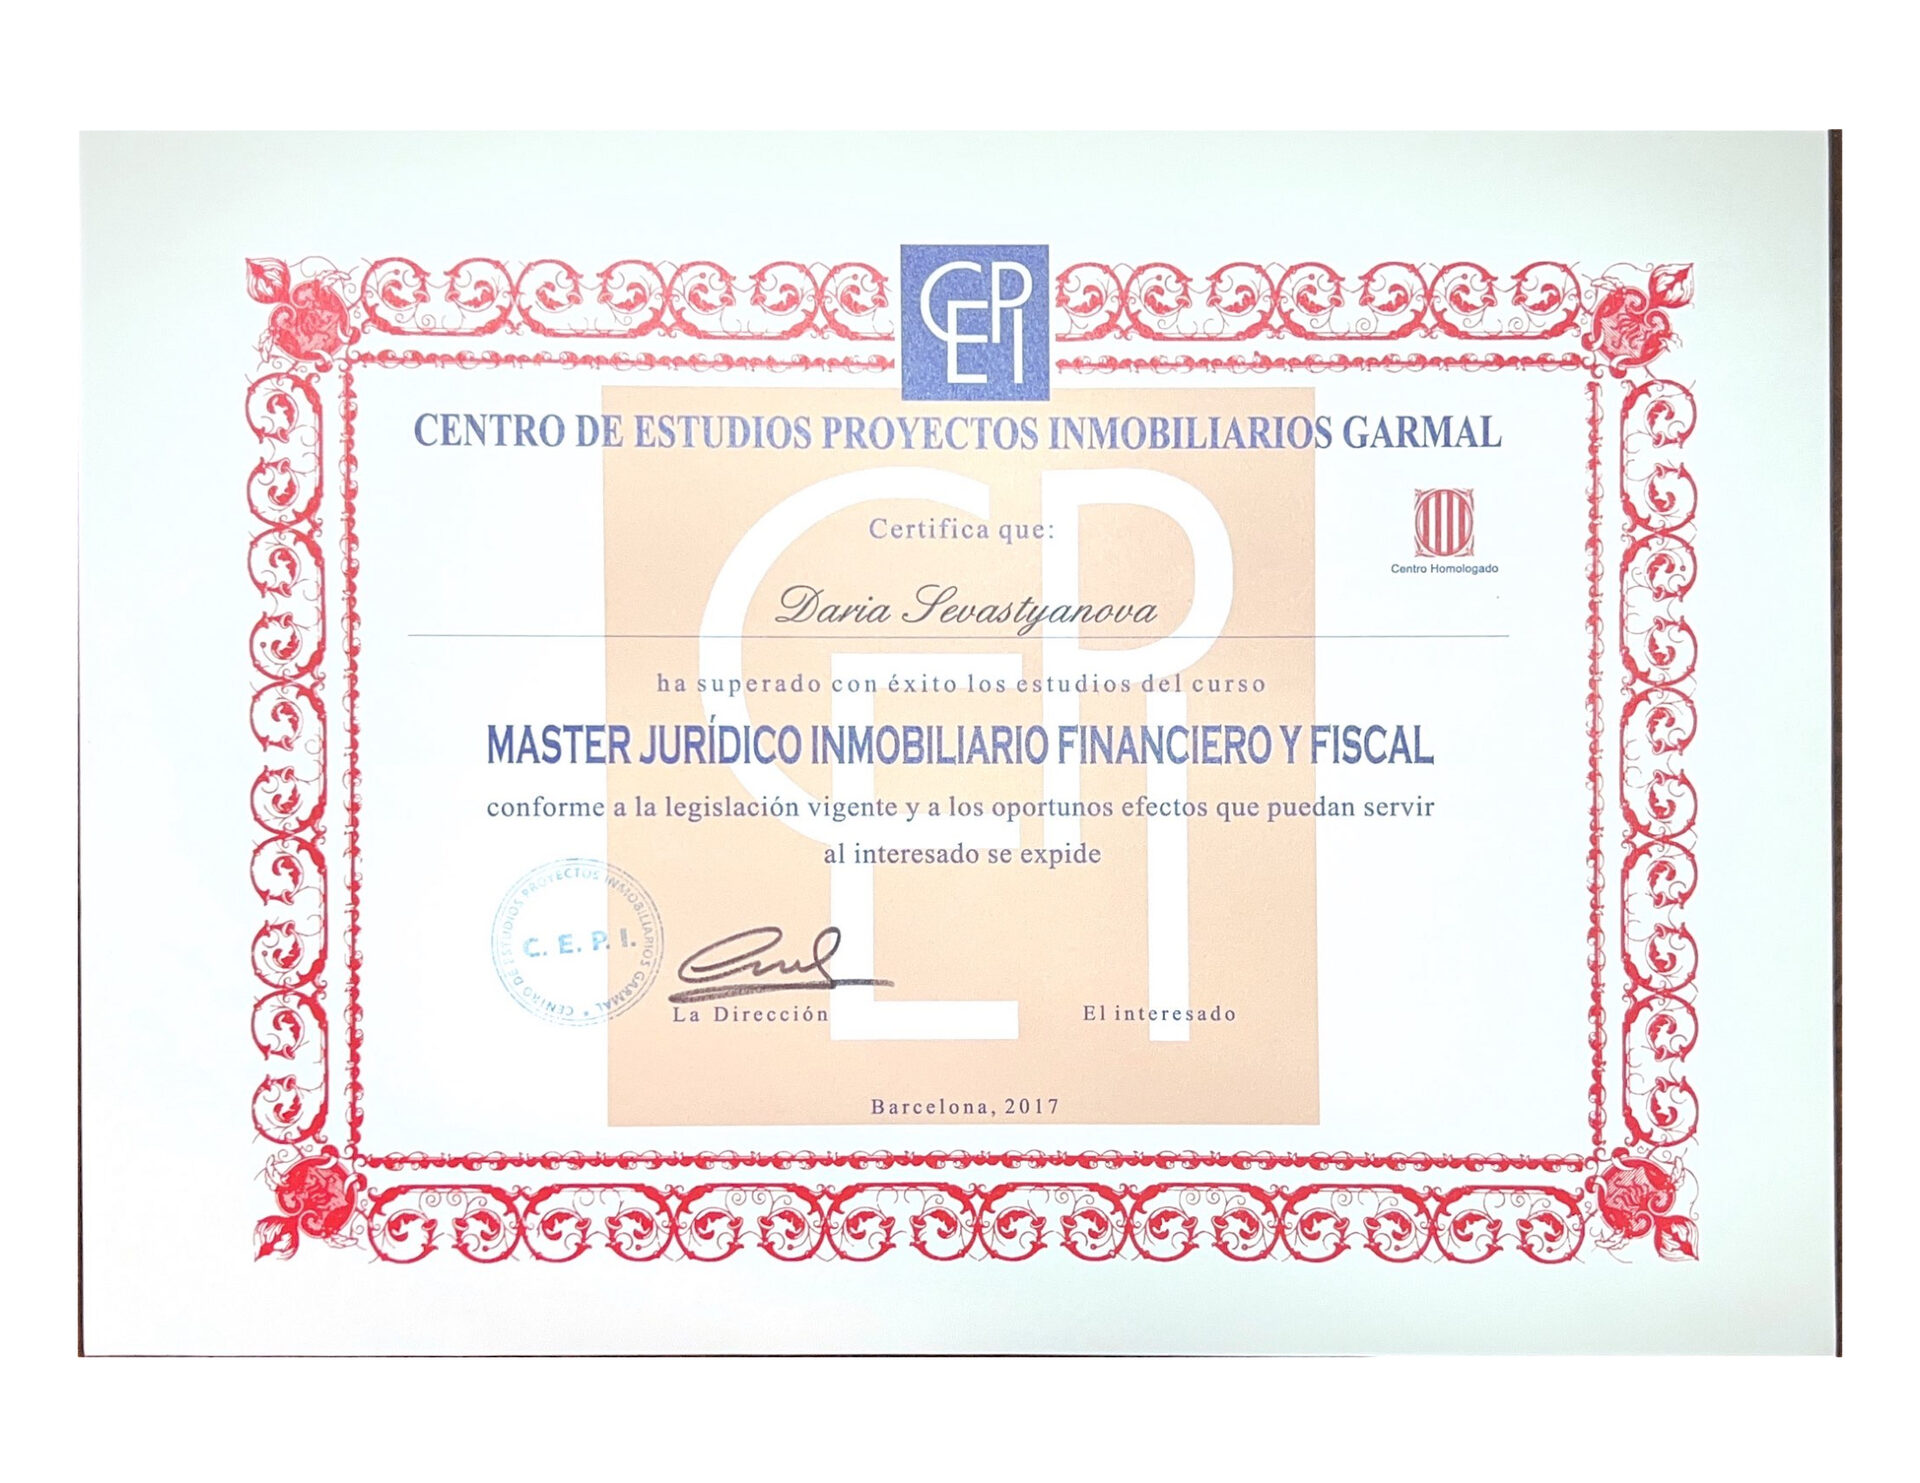 CEPI
CENTRO DE ESTUDIOS PROYECTOS INMOBILIARIOS GARMAL
Certifica que:
Centro Homologado
Daria Sevastyanova
ha superado con éxito los estudios del curso
MASTER JURÍDICO INMOBILIARIO FINANCIERO Y FISCAL
conforme a la legislación vigente y a los oportunos efectos que puedan servir
al interesado se expide
CENTRO DE ESTUDIOS PROYECTOS INMOBILIARIOS GARMAL *
C. E. P. I.
La Dirección
El interesado
Barcelona, 2017